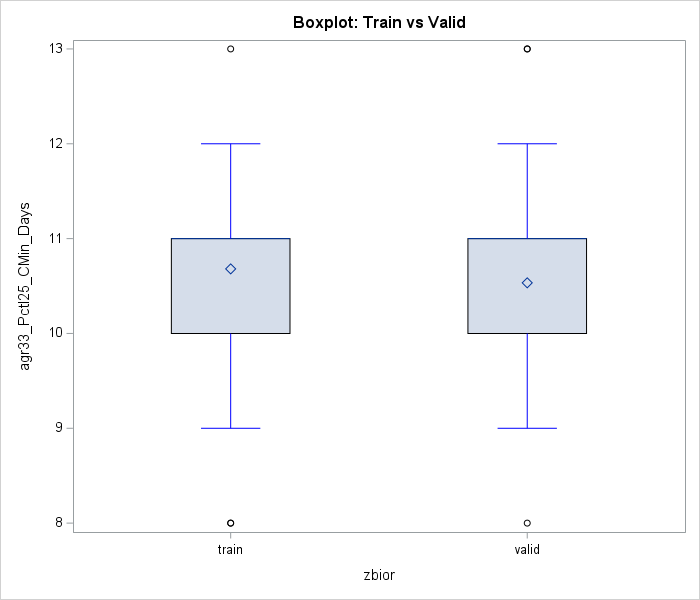 Boxplot: Train vs Valid
13
12
11
10
9
8
agr33_Pctl25_CMin_Days
train
valid
zbior